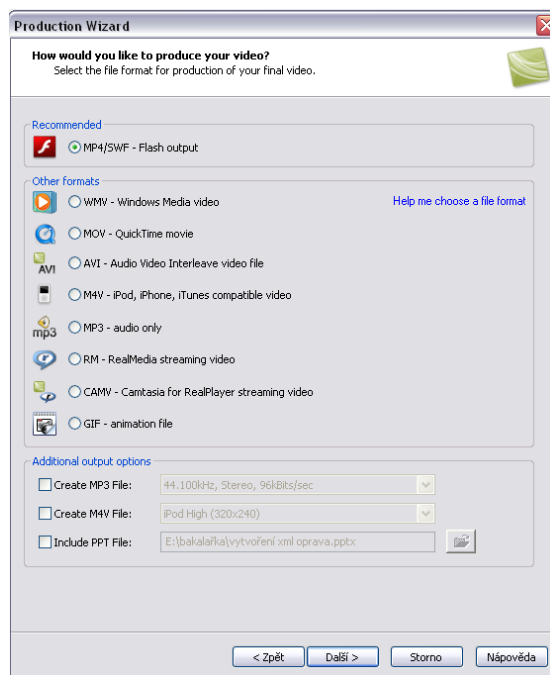 Production Wizard
How would you like to produce your video?
Select the file format for production of your final video.
Recommended
MP4/SWF - Flash output
Other formats
WMV - Windows Media video
Help me choose a file format
MOV - QuickTime movie
AVI
AVI - Audio Video Interleave video file
M4V - iPod, iPhone, iTunes compatible video
mp3
MP3 - audio only
RM - RealMedia streaming video
CAMV - Camtasia for RealPlayer streaming video
GIF - animation file
Additional output options
Create MP3 File: 44.100kHz, Stereo, 96kBits/sec
Create M4V File: iPod High (320x240)
Include PPT File: E:\bakalařka\vytvoření xml oprava.pptx
< Zpět Další > Storno Nápověda